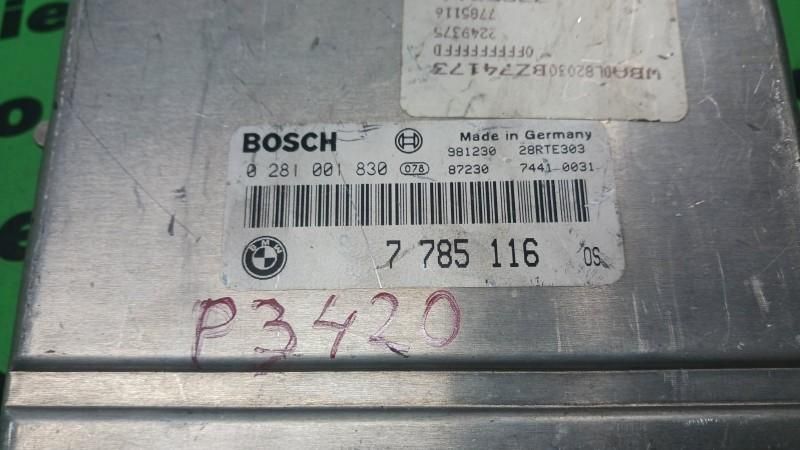 7785116
2249375
0FFFFFFFFFD
WBADL82030BZ74173
BOSCH
Made in Germany
981230 28RTE303
0 281 001 830 078 87230 7441 0031
BMW
7 785 116 OS
P3420